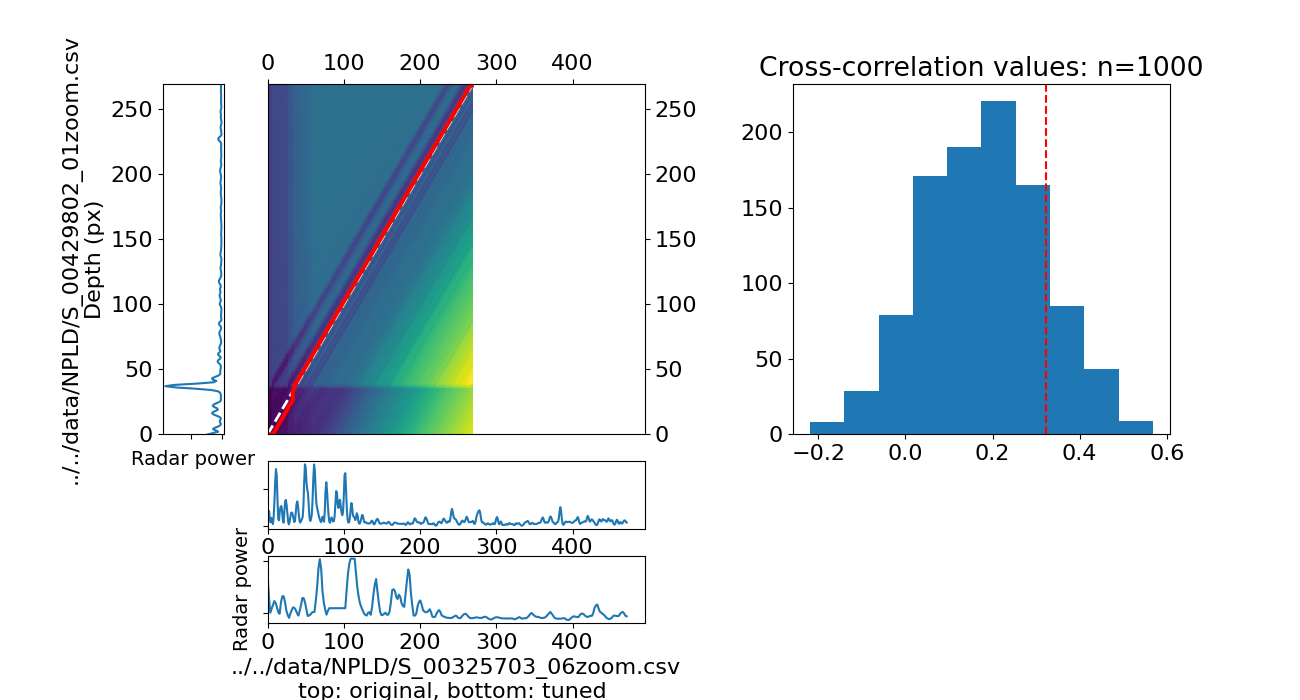 0 100 200 300 400
Cross-correlation values: n=1000
../../data/NPLD/S_00429802_01zoom.csv
Depth (px)
250
200
150
100
50
0
250
200
150
100
50
0
200
150
100
50
0
−0.2 0.0 0.2 0.4 0.6
Radar power
0 100 200 300 400
Radar power
0 100 200 300 400
../../data/NPLD/S_00325703_06zoom.csv
top: original, bottom: tuned